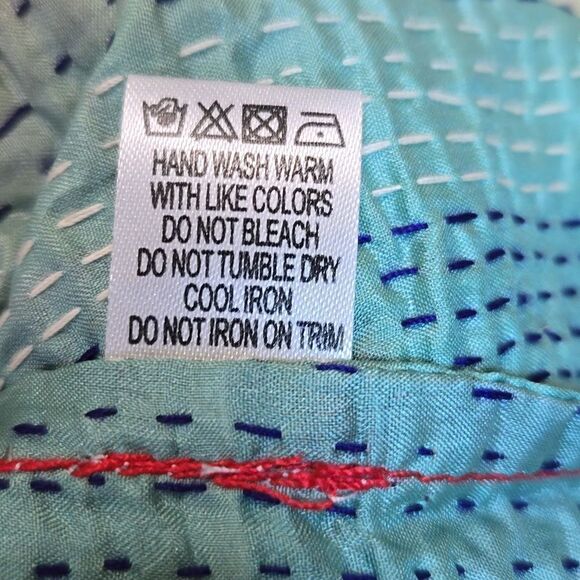 HAND WASH WARM
WITH LIKE COLORS
DO NOT BLEACH
DO NOT TUMBLE DRY
COOL IRON
DO NOT IRON ON TRIM